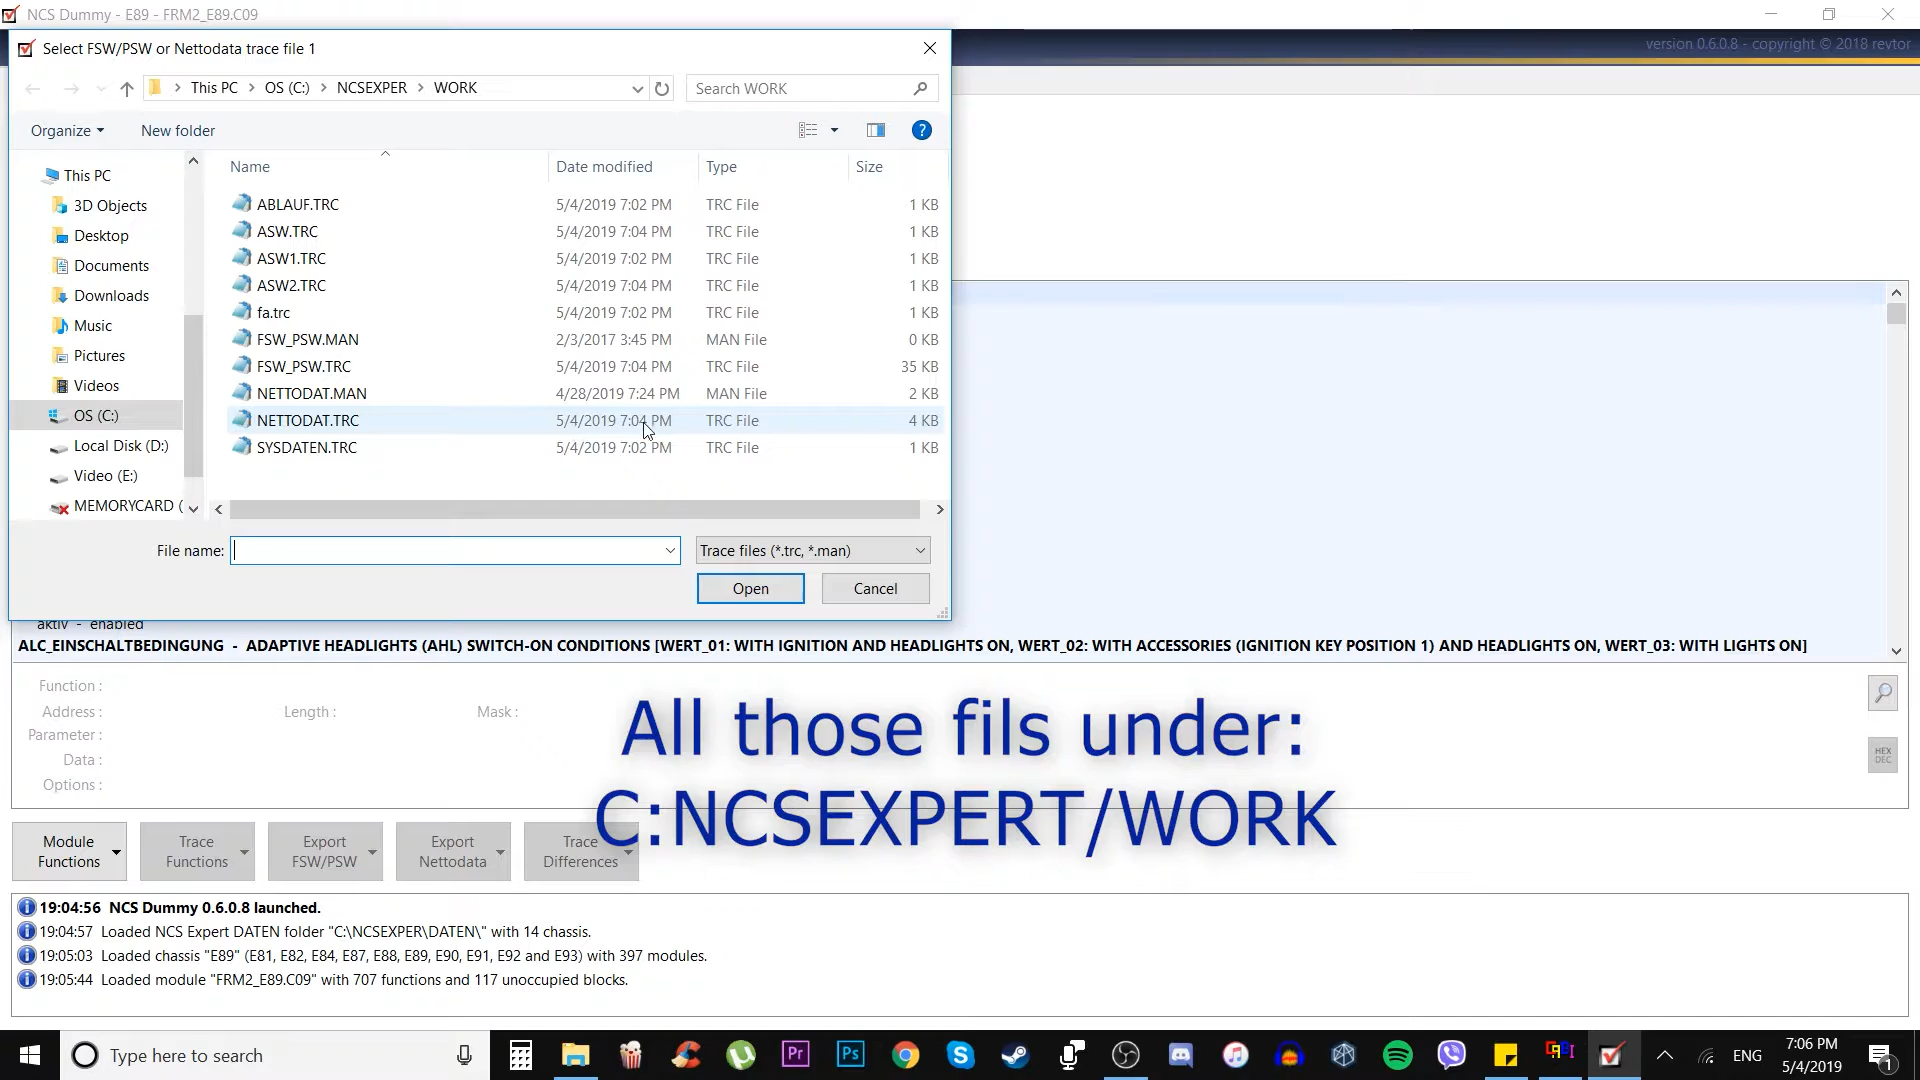 NCS Dummy - E89 - FRM2_E89.C09
version 0.6.0.8 - copyright © 2018 revtor
Select FSW/PSW or Nettodata trace file 1
This PC > OS (C:) > NCSEXPER > WORK
Search WORK
Organize
New folder
Name Date modified Type Size
ABLAUF.TRC 5/4/2019 7:02 PM TRC File 1 KB
ASW.TRC 5/4/2019 7:04 PM TRC File 1 KB
ASW1.TRC 5/4/2019 7:02 PM TRC File 1 KB
ASW2.TRC 5/4/2019 7:04 PM TRC File 1 KB
fa.trc 5/4/2019 7:02 PM TRC File 1 KB
FSW_PSW.MAN 2/3/2017 3:45 PM MAN File 0 KB
FSW_PSW.TRC 5/4/2019 7:04 PM TRC File 35 KB
NETTODAT.MAN 4/28/2019 7:24 PM MAN File 2 KB
NETTODAT.TRC 5/4/2019 7:04 PM TRC File 4 KB
SYSDATEN.TRC 5/4/2019 7:02 PM TRC File 1 KB
This PC
3D Objects
Desktop
Documents
Downloads
Music
Pictures
Videos
OS (C:)
Local Disk (D:)
Video (E:)
MEMORYCARD (
File name:
Trace files (*.trc, *.man)
Open
Cancel
aktiv - enabled
ALC_EINSCHALTBEDINGUNG - ADAPTIVE HEADLIGHTS (AHL) SWITCH-ON CONDITIONS [WERT_01: WITH IGNITION AND HEADLIGHTS ON, WERT_02: WITH ACCESSORIES (IGNITION KEY POSITION 1) AND HEADLIGHTS ON, WERT_03: WITH LIGHTS ON]
Function :
Address : Length : Mask :
Parameter :
Data :
Options :
HEX
DEC
All those fils under:
C:NCSEXPERT/WORK
Module Functions
Trace Functions
Export FSW/PSW
Export Nettodata
Trace Differences
19:04:56 NCS Dummy 0.6.0.8 launched.
19:04:57 Loaded NCS Expert DATEN folder "C:\NCSEXPER\DATEN\" with 14 chassis.
19:05:03 Loaded chassis "E89" (E81, E82, E84, E87, E88, E89, E90, E91, E92 and E93) with 397 modules.
19:05:44 Loaded module "FRM2_E89.C09" with 707 functions and 117 unoccupied blocks.
Type here to search
Pr
Ps
ENG
7:06 PM
5/4/2019
1